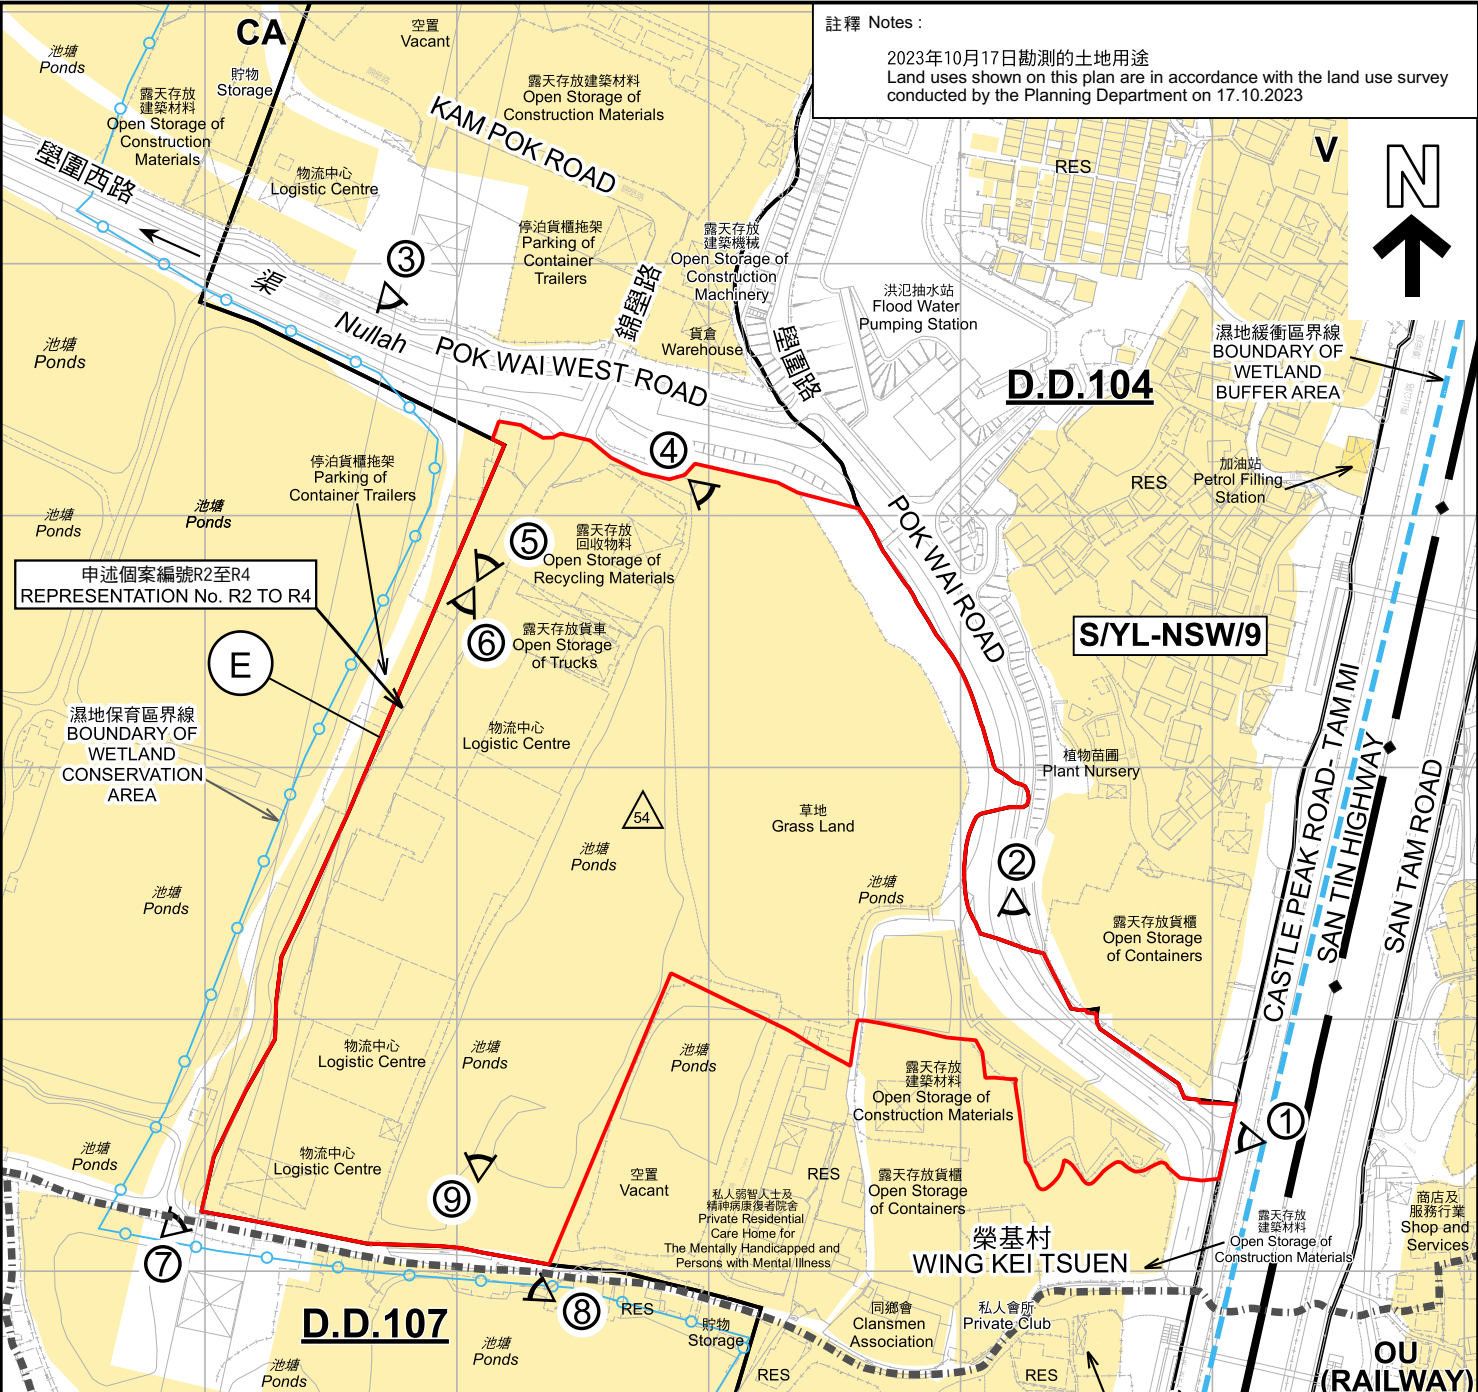 註釋 Notes :
2023年10月17日勘測的土地用途
Land uses shown on this plan are in accordance with the land use survey
conducted by the Planning Department on 17.10.2023
CA
空置
Vacant
池塘
Ponds
貯物
Storage
露天存放
建築材料
Open Storage of
Construction
Materials
露天存放建築材料
Open Storage of
Construction Materials
KAM POK ROAD
RES
V
N
壆圍西路
物流中心
Logistic Centre
停泊貨櫃拖架
Parking of
Container
Trailers
露天存放
建築機械
Open Storage of
Construction
Machinery
3
渠
Nullah
錦壆路
洪氾抽水站
Flood Water
Pumping Station
濕地緩衝區界線
BOUNDARY OF
WETLAND
BUFFER AREA
池塘
Ponds
POK WAI WEST ROAD
貨倉
Warehouse
壆圍路
D.D.104
4
停泊貨櫃拖架
Parking of
Container Trailers
加油站
Petrol Filling
Station
RES
池塘
Ponds
池塘
Ponds
POK WAI ROAD
5
露天存放
回收物料
Open Storage of
Recycling Materials
申述個案編號R2至R4
REPRESENTATION No. R2 TO R4
6
露天存放貨車
Open Storage
of Trucks
S/YL-NSW/9
E
濕地保育區界線
BOUNDARY OF
WETLAND
CONSERVATION
AREA
物流中心
Logistic Centre
植物苗圃
Plant Nursery
CASTLE PEAK ROAD- TAM MI
SAN TIN HIGHWAY
SAN TAM ROAD
54
草地
Grass Land
池塘
Ponds
2
池塘
Ponds
池塘
Ponds
露天存放貨櫃
Open Storage
of Containers
物流中心
Logistic Centre
池塘
Ponds
池塘
Ponds
露天存放
建築材料
Open Storage of
Construction Materials
1
池塘
Ponds
物流中心
Logistic Centre
9
空置
Vacant
RES
露天存放貨櫃
Open Storage
of Containers
私人弱智人士及
精神病康復者院舍
Private Residential
Care Home for
The Mentally Handicapped and
Persons with Mental Illness
商店及
服務行業
Shop and
Services
露天存放
建築材料
Open Storage of
Construction Materials
榮基村
WING KEI TSUEN
7
8
RES
D.D.107
貯物
Storage
同鄉會
Clansmen
Association
私人會所
Private Club
池塘
Ponds
池塘
Ponds
RES
RES
OU
(RAILWAY)